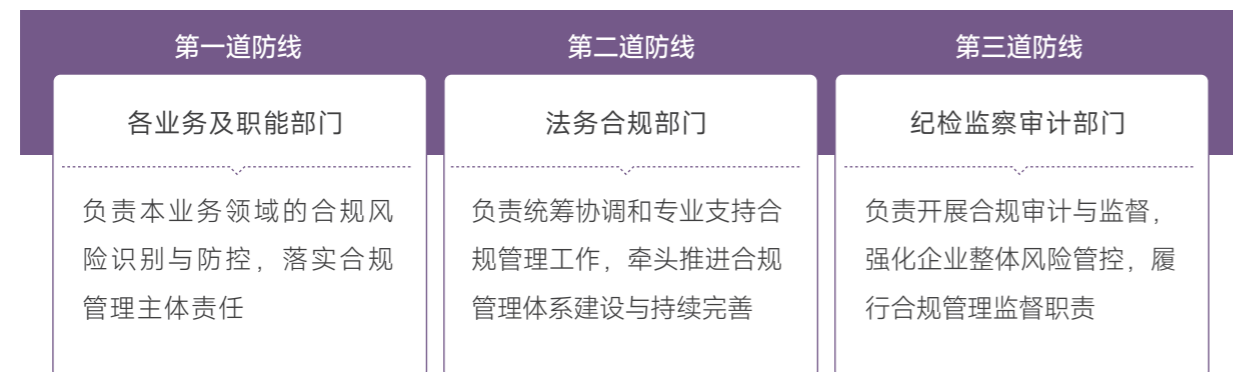 第一道防线
各业务及职能部门
负责本业务领域的合规风
险识别与防控，落实合规
管理主体责任
第二道防线
法务合规部门
负责统筹协调和专业支持合
规管理工作，牵头推进合规
管理体系建设与持续完善
第三道防线
纪检监察审计部门
负责开展合规审计与监督，
强化企业整体风险管控，履
行合规管理监督职责